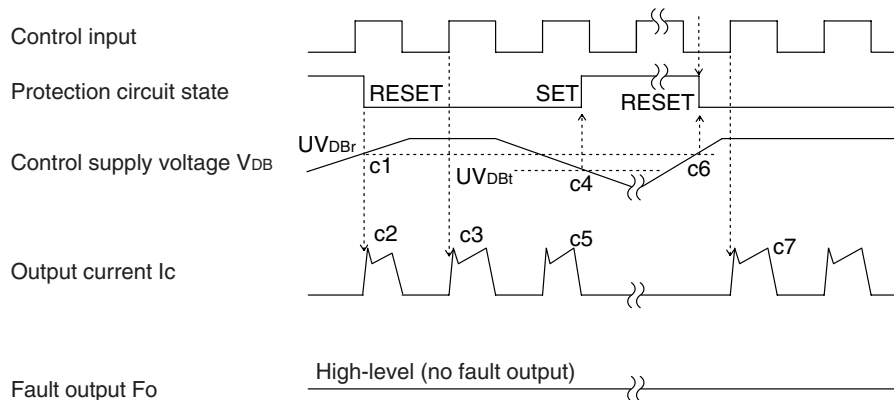 Control input
Protection circuit state
RESET
SET
RESET
UVDBr
Control supply voltage VDB
c1
UVDBt
c4
c6
c2
c3
c5
c7
Output current Ic
High-level (no fault output)
Fault output Fo